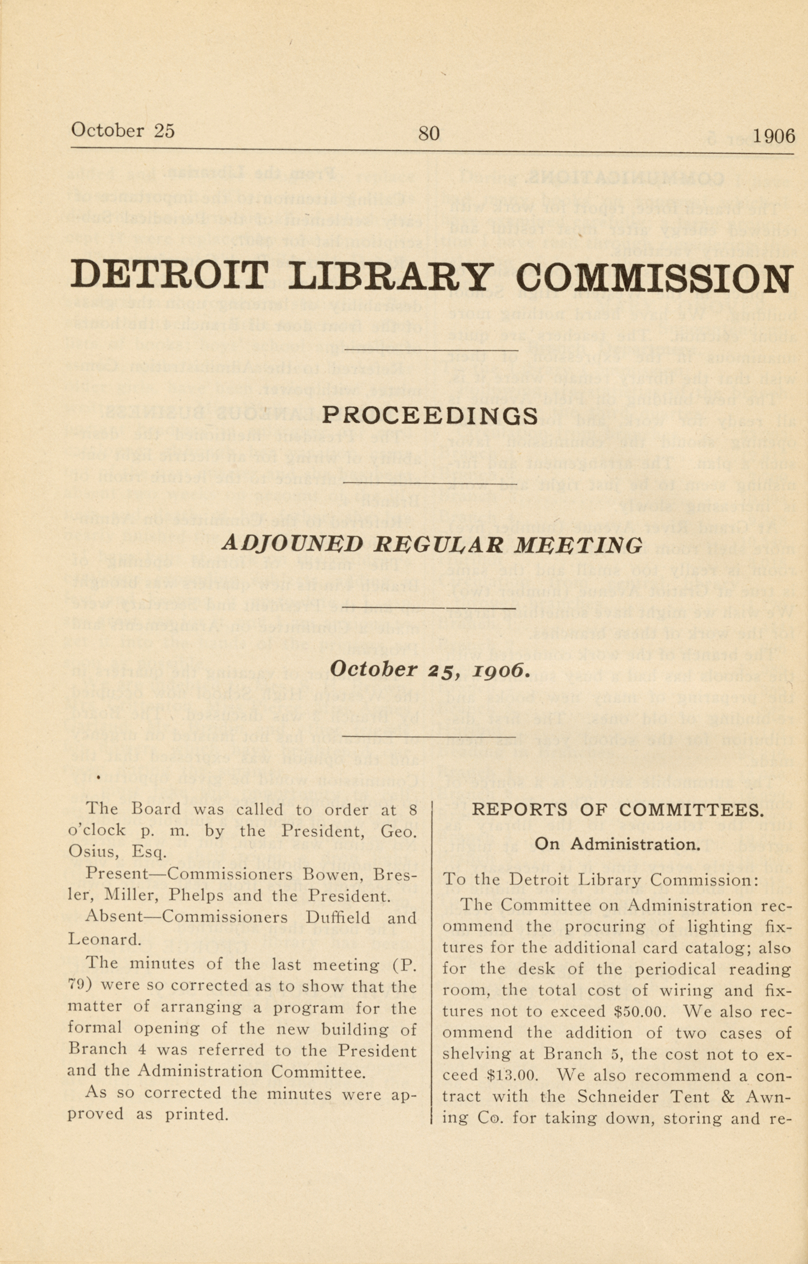 October 25 80 1906
DETROIT LIBRARY COMMISSION
PROCEEDINGS
ADJOUNED REGULAR MEETING
October 25, 1906.
The Board was called to order at 8
o'clock p. m. by the President, Geo.
Osius, Esq.
Present—Commissioners Bowen, Bres-
ler, Miller, Phelps and the President.
Absent—Commissioners Duffield and
Leonard.
The minutes of the last meeting (P.
79) were so corrected as to show that the
matter of arranging a program for the
formal opening of the new building of
Branch 4 was referred to the President
and the Administration Committee.
As so corrected the minutes were ap-
proved as printed.
REPORTS OF COMMITTEES.
On Administration.
To the Detroit Library Commission:
The Committee on Administration rec-
ommend the procuring of lighting fix-
tures for the additional card catalog; also
for the desk of the periodical reading
room, the total cost of wiring and fix-
tures not to exceed $50.00. We also rec-
ommend the addition of two cases of
shelving at Branch 5, the cost not to ex-
ceed $13.00. We also recommend a con-
tract with the Schneider Tent & Awn-
ing Co. for taking down, storing and re-